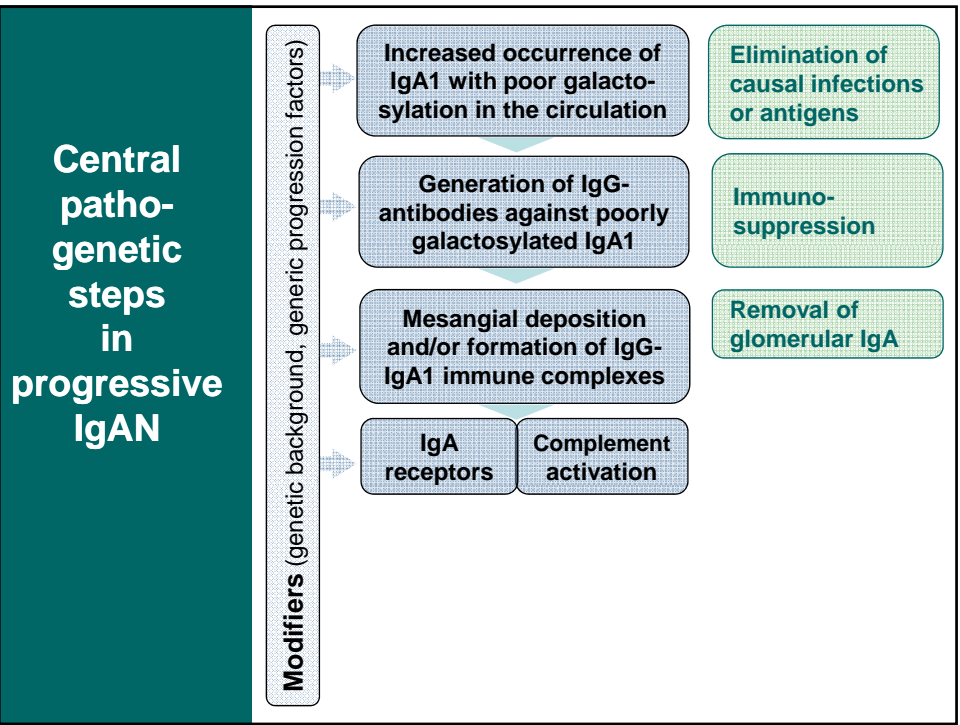 Central
patho-
genetic
steps
in
progressive
IgAN
Modifiers (genetic background, generic progression factors)
Increased occurrence of
IgA1 with poor galacto-
sylation in the circulation
Elimination of
causal infections
or antigens
Generation of IgG-
antibodies against poorly
galactosylated IgA1
Immuno-
suppression
Mesangial deposition
and/or formation of IgG-
IgA1 immune complexes
Removal of
glomerular IgA
IgA
receptors
Complement
activation